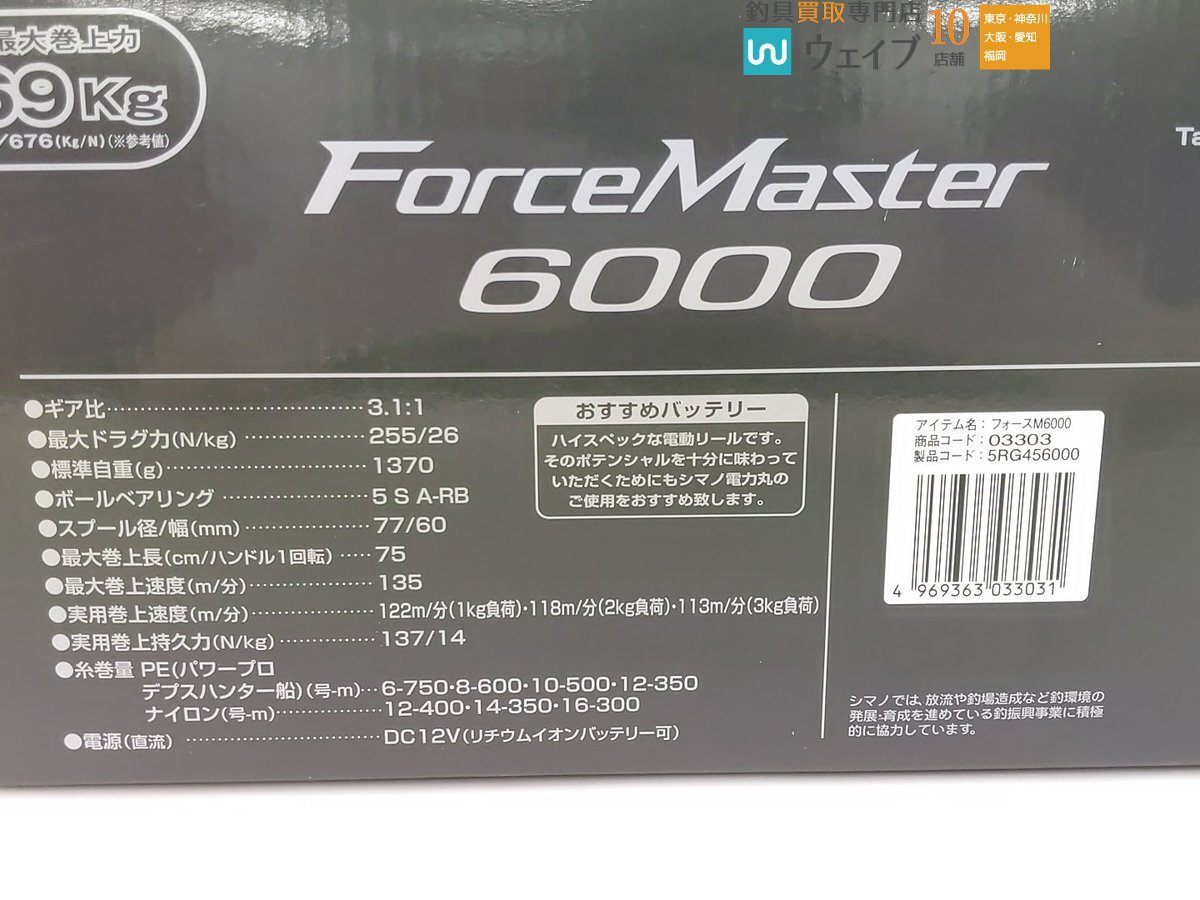 釣具買取専門店
ウェイブ
10
店舗
東京・神奈川
大阪・愛知
福岡
最大巻上力
69Kg
/676(Kg/N)(※参考値)
ForceMaster
6000
●ギア比 3.1:1
●最大ドラグ力(N/kg) 255/26
●標準自重(g) 1370
●ボールベアリング 5 S A-RB
●スプール径/幅(mm) 77/60
●最大巻上長(cm/ハンドル1回転) 75
●最大巻上速度(m/分) 135
●実用巻上速度(m/分) 122m/分(1kg負荷)・118m/分(2kg負荷)・113m/分(3kg負荷)
●実用巻上持久力(N/kg) 137/14
●糸巻量 PE(パワープロ
デプスハンター船)(号-m) 6-750・8-600・10-500・12-350
ナイロン(号-m) 12-400・14-350・16-300
●電源(直流) DC12V(リチウムイオンバッテリー可)
おすすめバッテリー
ハイスペックな電動リールです。
そのポテンシャルを十分に味わって
いただくためにもシマノ電力丸の
ご使用をおすすめ致します。
アイテム名：フォースM6000
商品コード：03303
製品コード：5RG456000
4 969363 033031
シマノでは、放流や釣場造成など釣環境の
発展・育成を進めている釣振興事業に積極
的に協力しています。